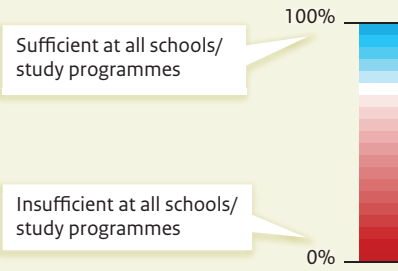 100%
Sufficient at all schools/
study programmes
Insufficient at all schools/
study programmes
0%